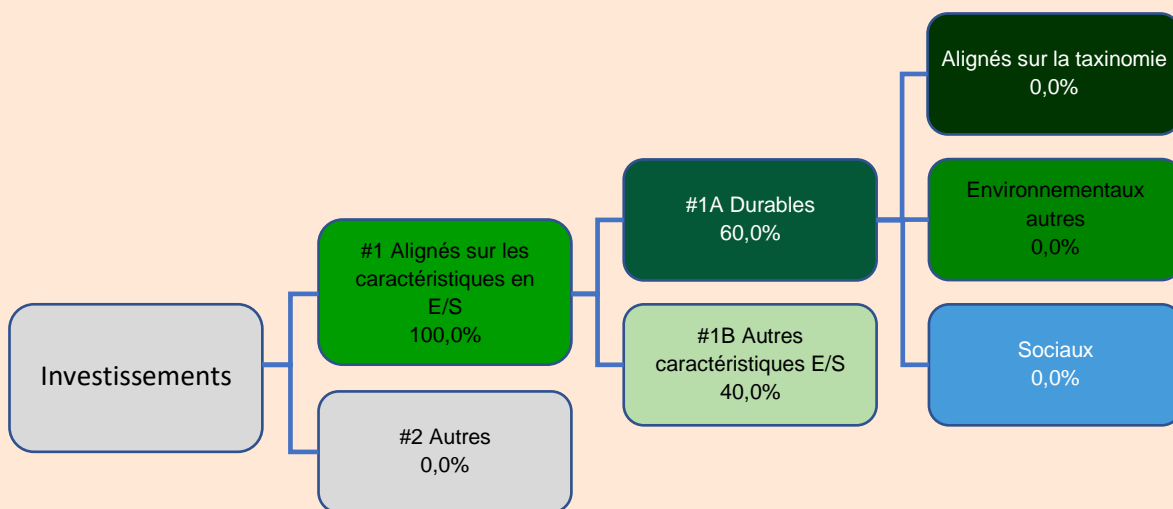 Investissements
#1 Alignés sur les
caractéristiques en
E/S
100,0%
#2 Autres
0,0%
#1A Durables
60,0%
#1B Autres
caractéristiques E/S
40,0%
Alignés sur la taxinomie
0,0%
Environnementaux
autres
0,0%
Sociaux
0,0%